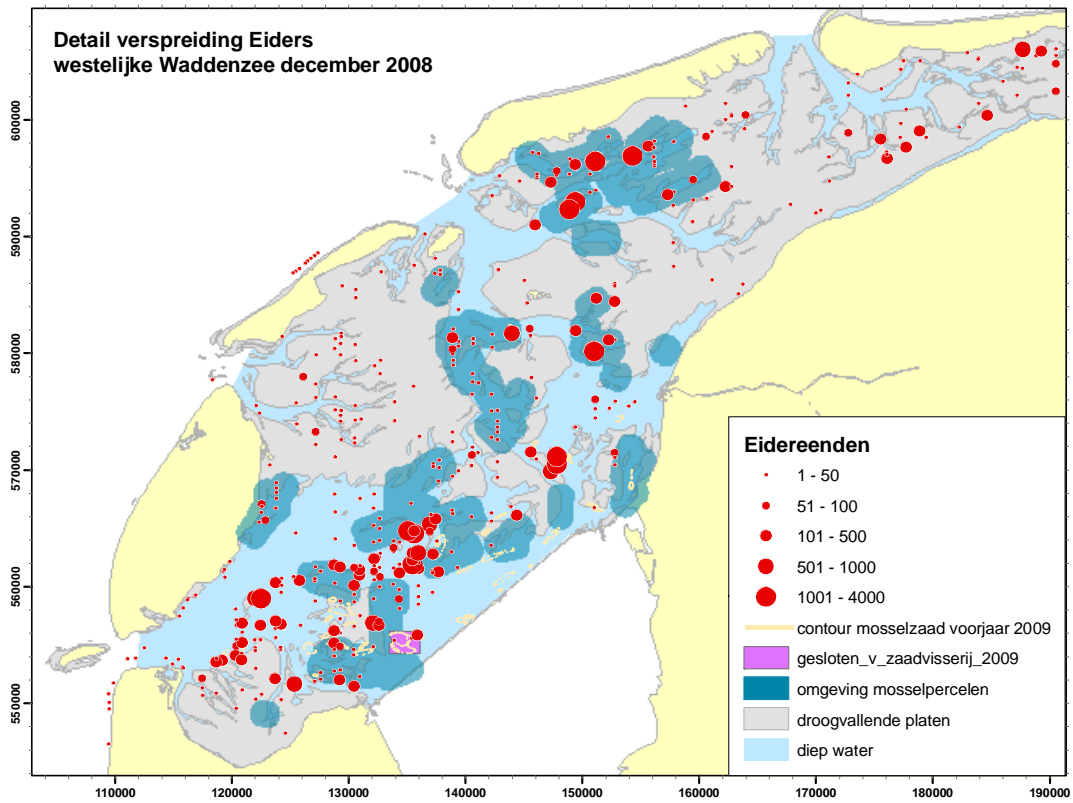 Detail verspreiding Eiders
westelijke Waddenzee december 2008
600000
590000
580000
570000
560000
550000
Eidereenden
1 - 50
51 - 100
101 - 500
501 - 1000
1001 - 4000
contour mosselzaad voorjaar 2009
gesloten_v_zaadvisserij_2009
omgeving mosselpercelen
droogvallende platen
diep water
110000 120000 130000 140000 150000 160000 170000 180000 190000